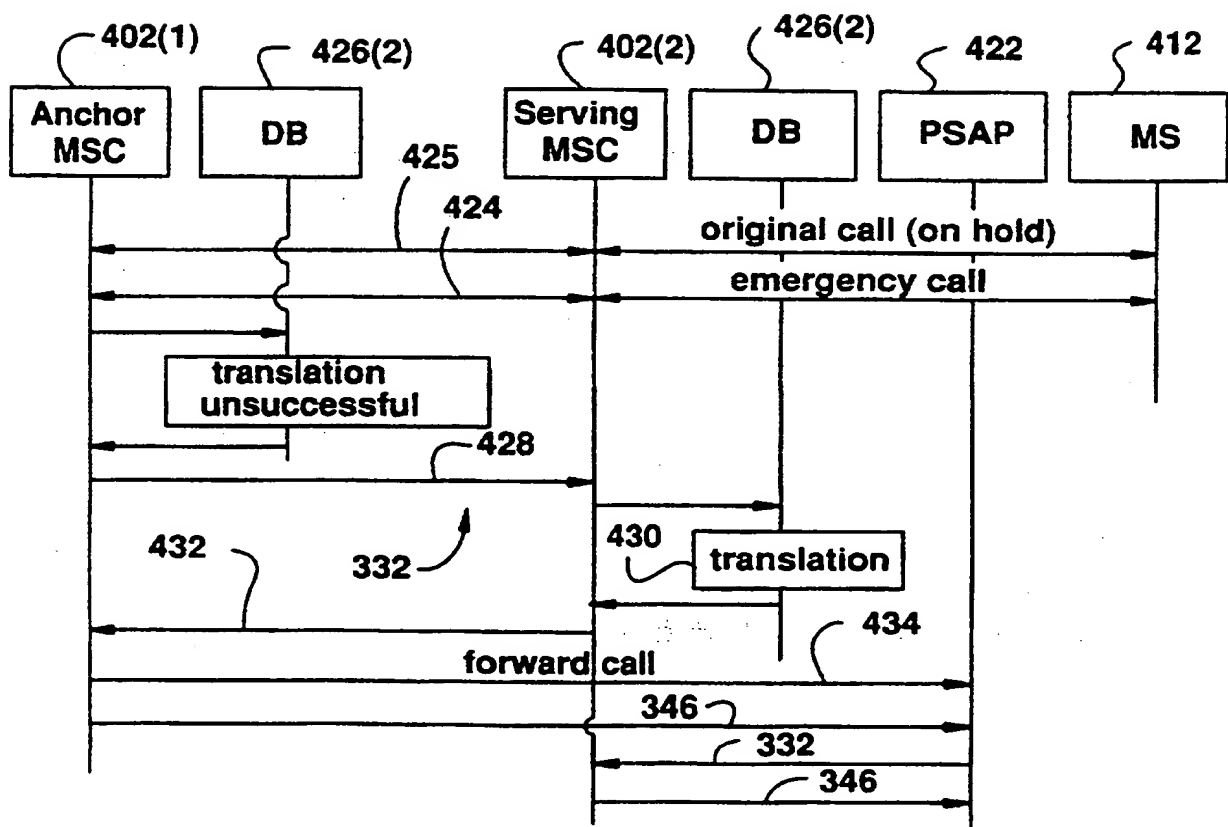 402(1)
426(2)
402(2)
426(2)
422
412
Anchor
MSC
DB
Serving
MSC
DB
PSAP
MS
425
424
original call (on hold)
emergency call
translation
unsuccessful
428
432
332
430
translation
434
forward call
346
332
346